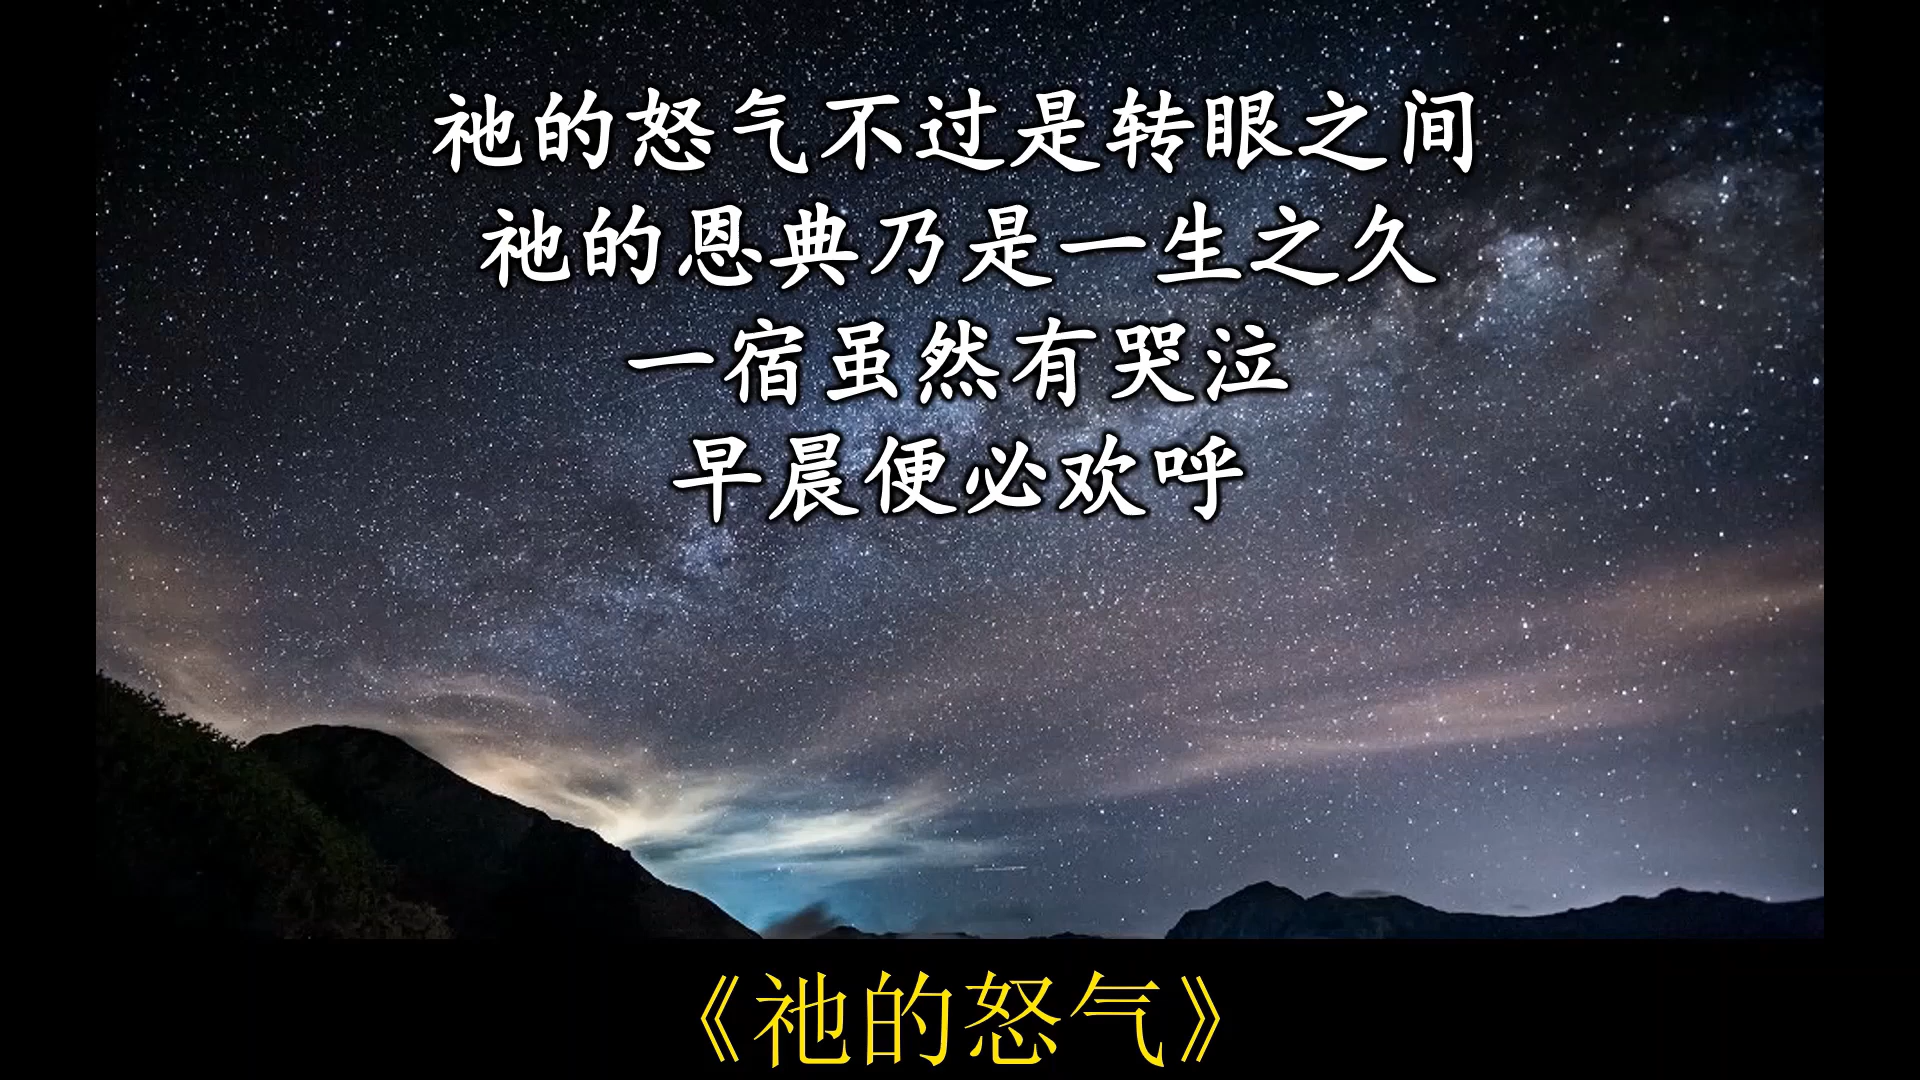 祂的怒气不过是转眼之间
祂的恩典乃是一生之久
一宿虽然有哭泣
早晨便必欢呼
《祂的怒气》